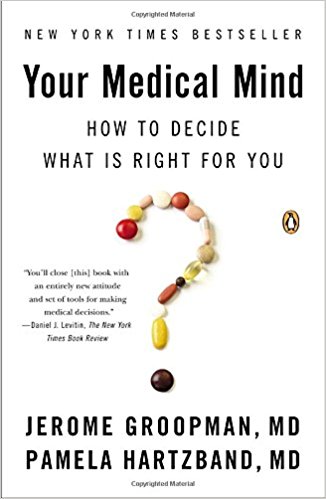 NEW YORK TIMES BESTSELLER
Your Medical Mind
HOW TO DECIDE
WHAT IS RIGHT FOR YOU
"You'll close [this] book with
an entirely new attitude
and set of tools for making
medical decisions."
—Daniel J. Levitin, The New York
Times Book Review
JEROME GROOPMAN, MD
PAMELA HARTZBAND, MD